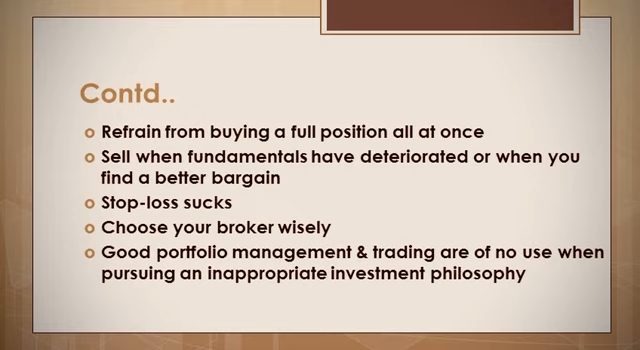 Contd..
Refrain from buying a full position all at once
Sell when fundamentals have deteriorated or when you
find a better bargain
Stop-loss sucks
Choose your broker wisely
Good portfolio management & trading are of no use when
pursuing an inappropriate investment philosophy